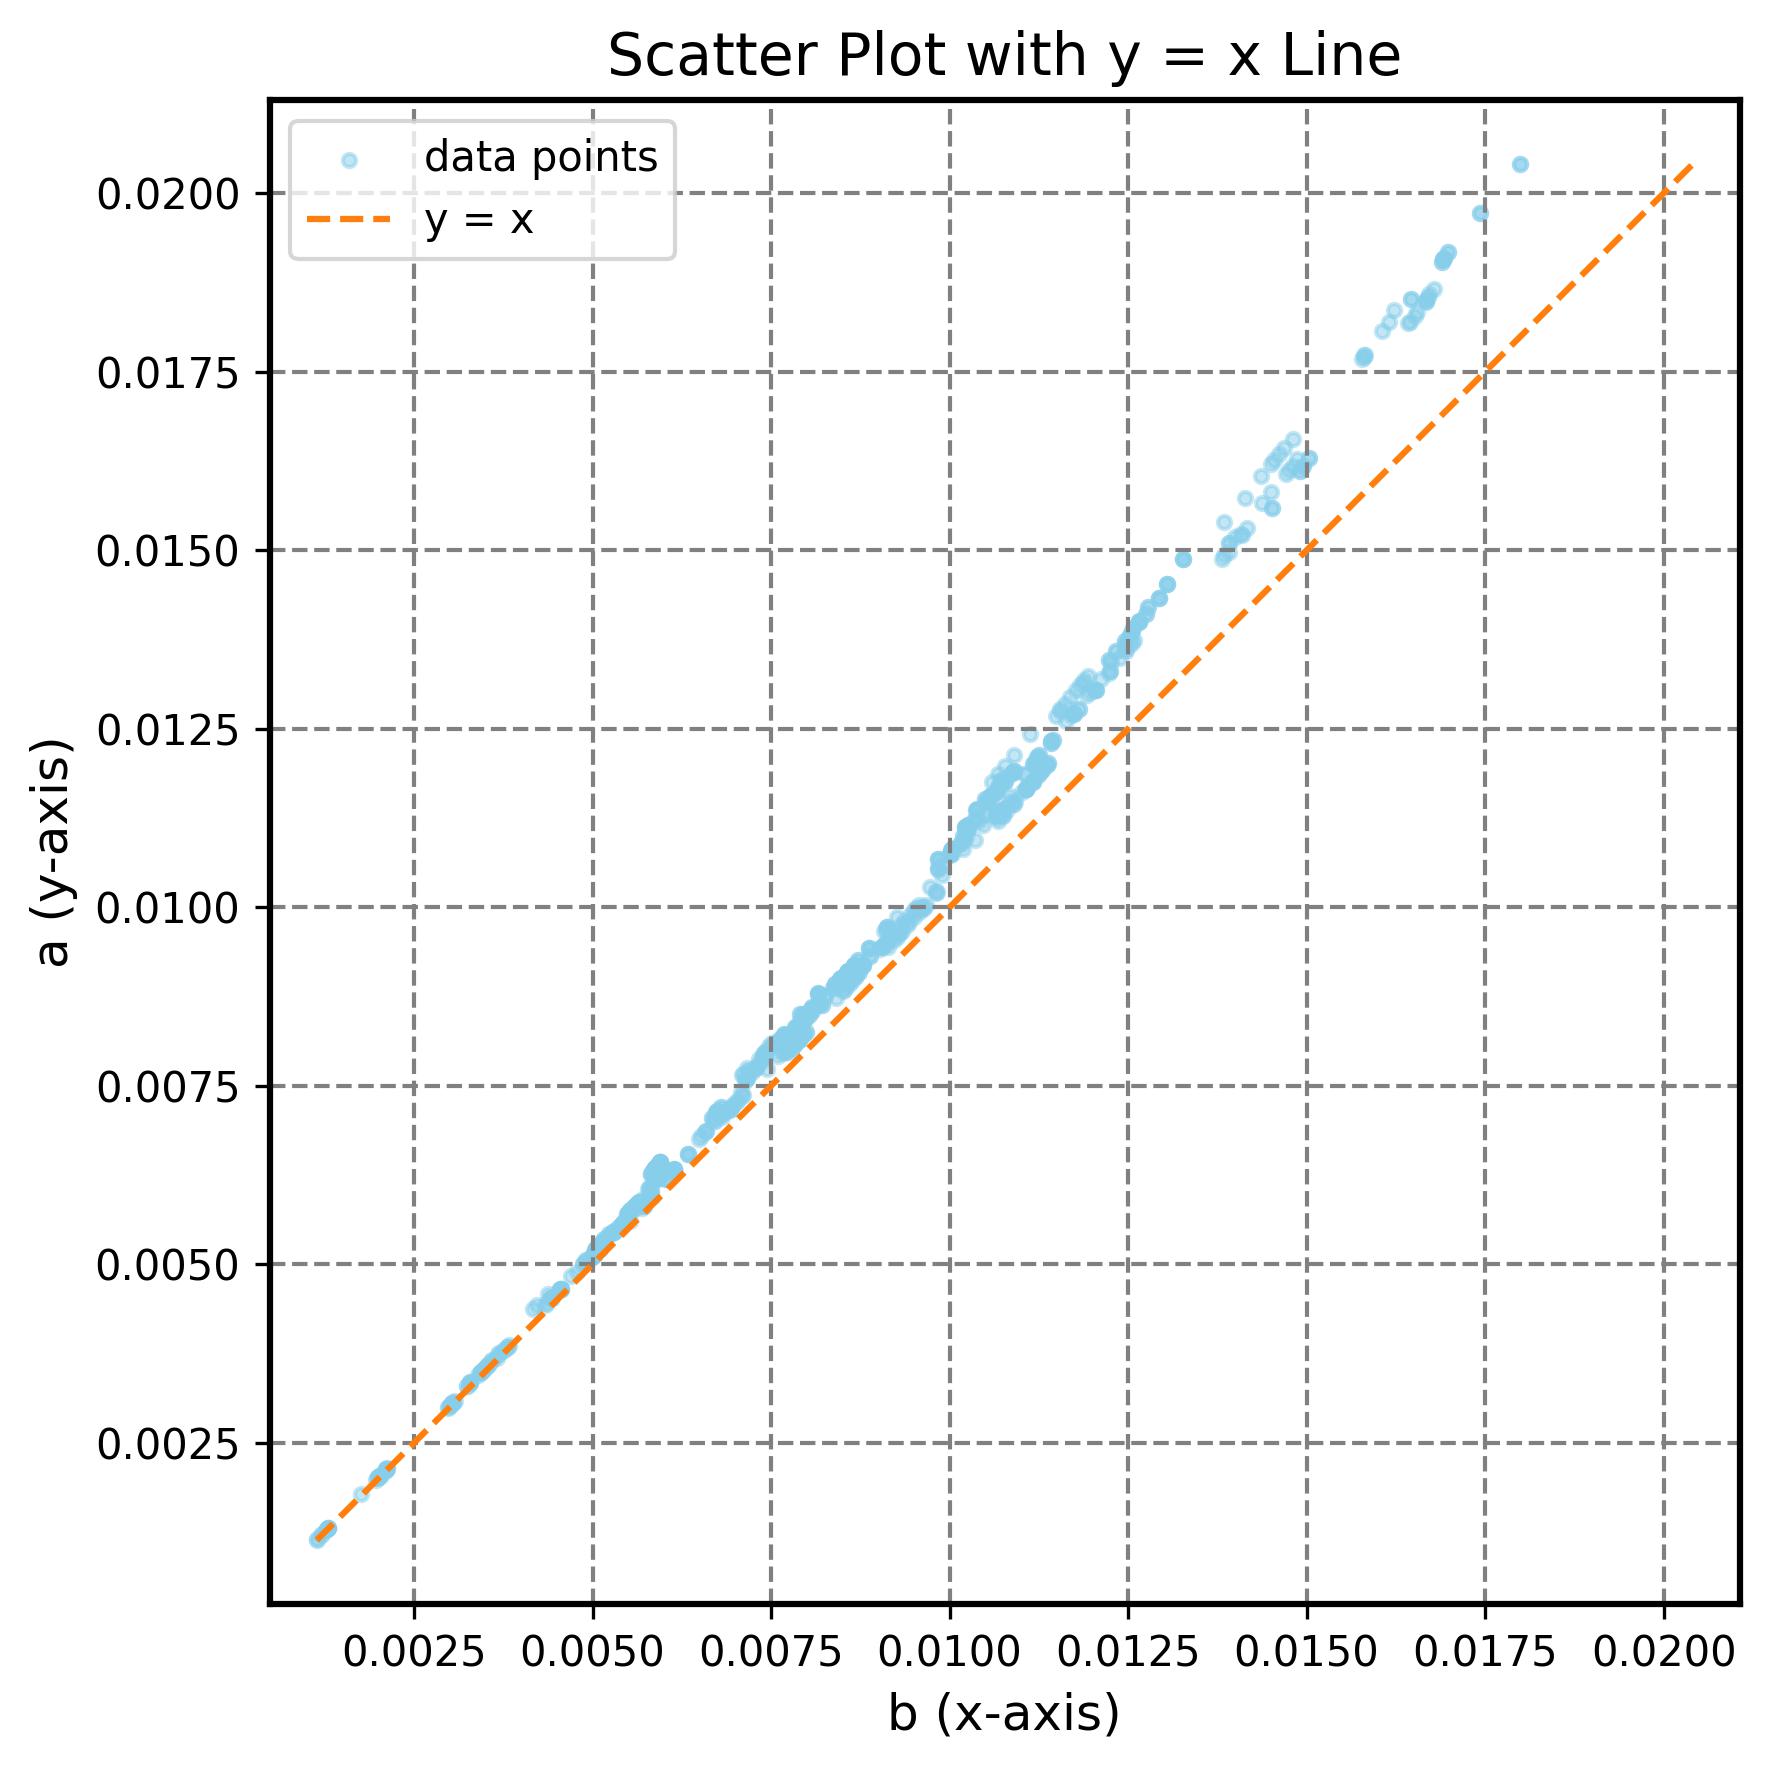 Scatter Plot with y = x Line
data points
y = x
0.0200
0.0175
0.0150
0.0125
0.0100
0.0075
0.0050
0.0025
a (y-axis)
0.0025 0.0050 0.0075 0.0100 0.0125 0.0150 0.0175 0.0200
b (x-axis)